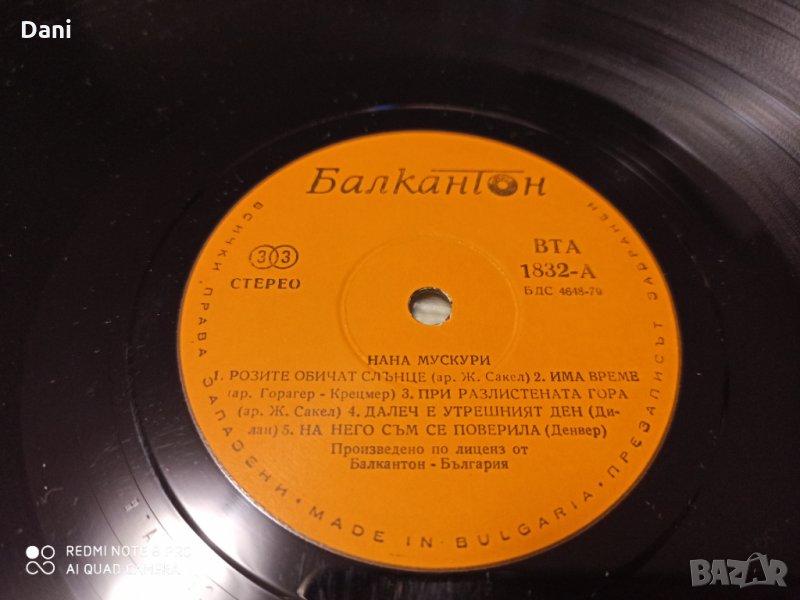 Dani
Балкантон
ВСИЧКИ ПРАВА ЗАПАЗЕНИ • MADE IN BULGARIA • ПРЕЗАПИСЪТ ЗАБРАНЕН
33
СТЕРЕО
ВТА
1832-А
БДС 4648-79
НАНА МУСКУРИ
1. РОЗИТЕ ОБИЧАТ СЛЪНЦЕ (ар. Ж. Сакел) 2. ИМА ВРЕМЕ
(ар. Горагер - Крецмер) 3. ПРИ РАЗЛИСТЕНАТА ГОРА
(ар. Ж. Сакел) 4. ДАЛЕЧ Е УТРЕШНИЯТ ДЕН (Ди-
лан) 5. НА НЕГО СЪМ СЕ ПОВЕРИЛА (Денвер)
Произведено по лиценз от
Балкантон - България
REDMI NOTE 8 PRO
AI QUAD CAMERA
BAZAR